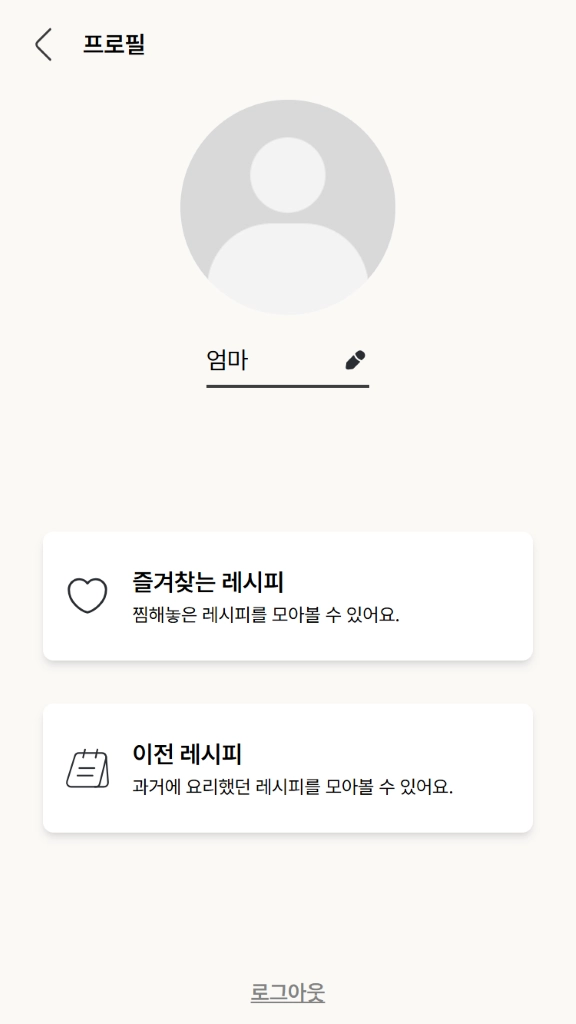 프로필
엄마
즐겨찾는 레시피
찜해놓은 레시피를 모아볼 수 있어요.
이전 레시피
과거에 요리했던 레시피를 모아볼 수 있어요.
로그아웃